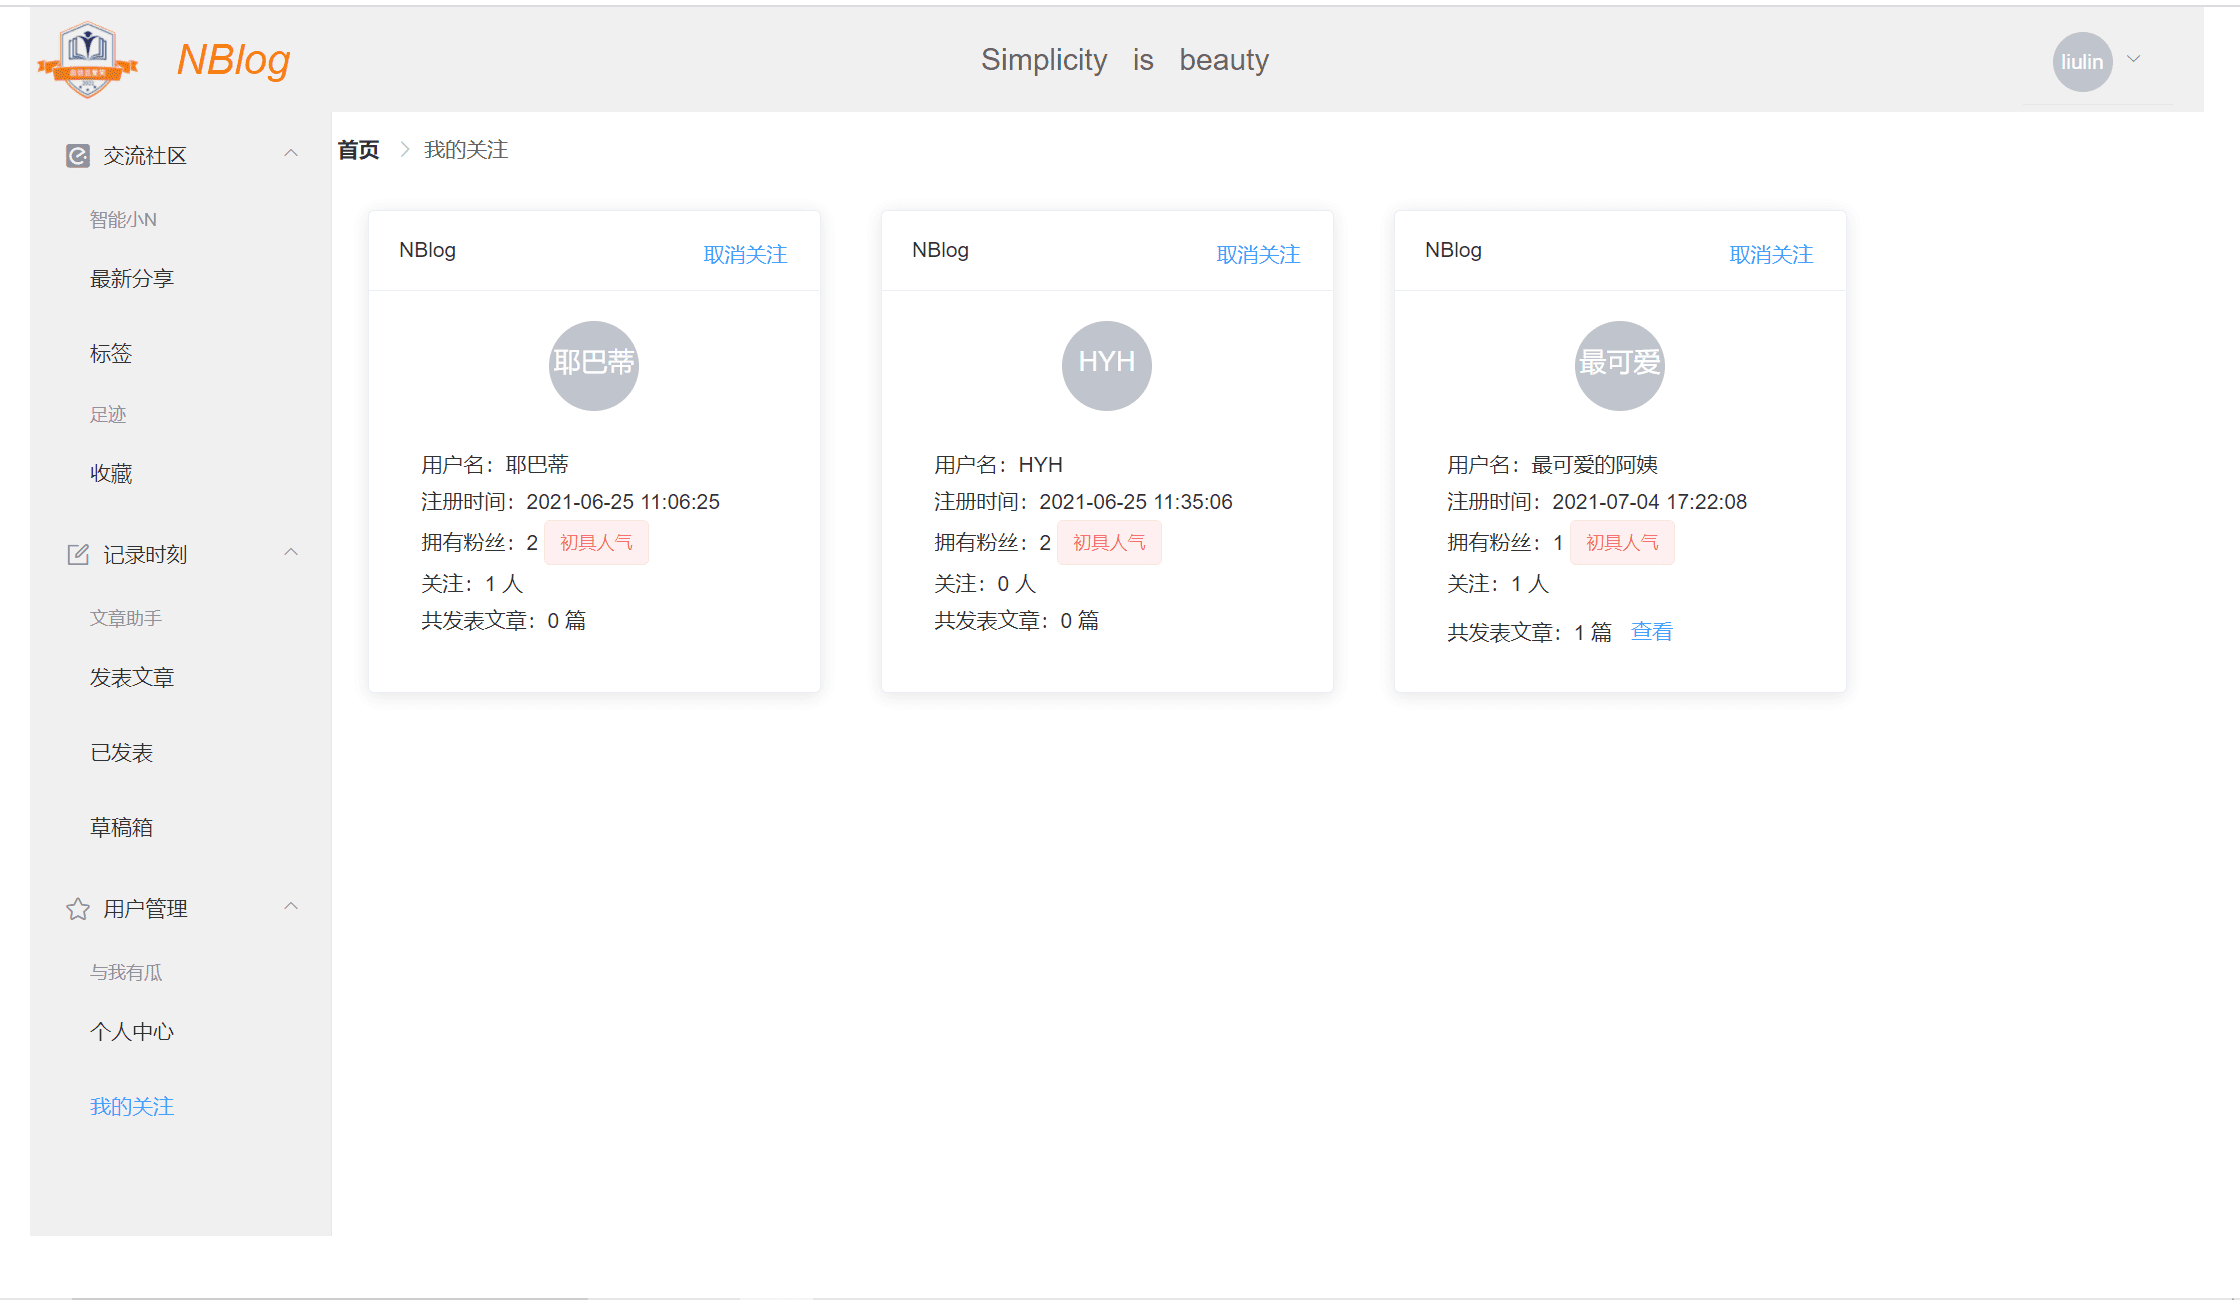 NBlog
Simplicity is beauty
liulin
交流社区
智能小N
最新分享
标签
足迹
收藏
记录时刻
文章助手
发表文章
已发表
草稿箱
用户管理
与我有瓜
个人中心
我的关注
首页 > 我的关注
NBlog 取消关注
耶巴蒂
用户名：耶巴蒂
注册时间：2021-06-25 11:06:25
拥有粉丝：2 初具人气
关注：1 人
共发表文章：0 篇
NBlog 取消关注
HYH
用户名：HYH
注册时间：2021-06-25 11:35:06
拥有粉丝：2 初具人气
关注：0 人
共发表文章：0 篇
NBlog 取消关注
最可爱
用户名：最可爱的阿姨
注册时间：2021-07-04 17:22:08
拥有粉丝：1 初具人气
关注：1 人
共发表文章：1 篇 查看